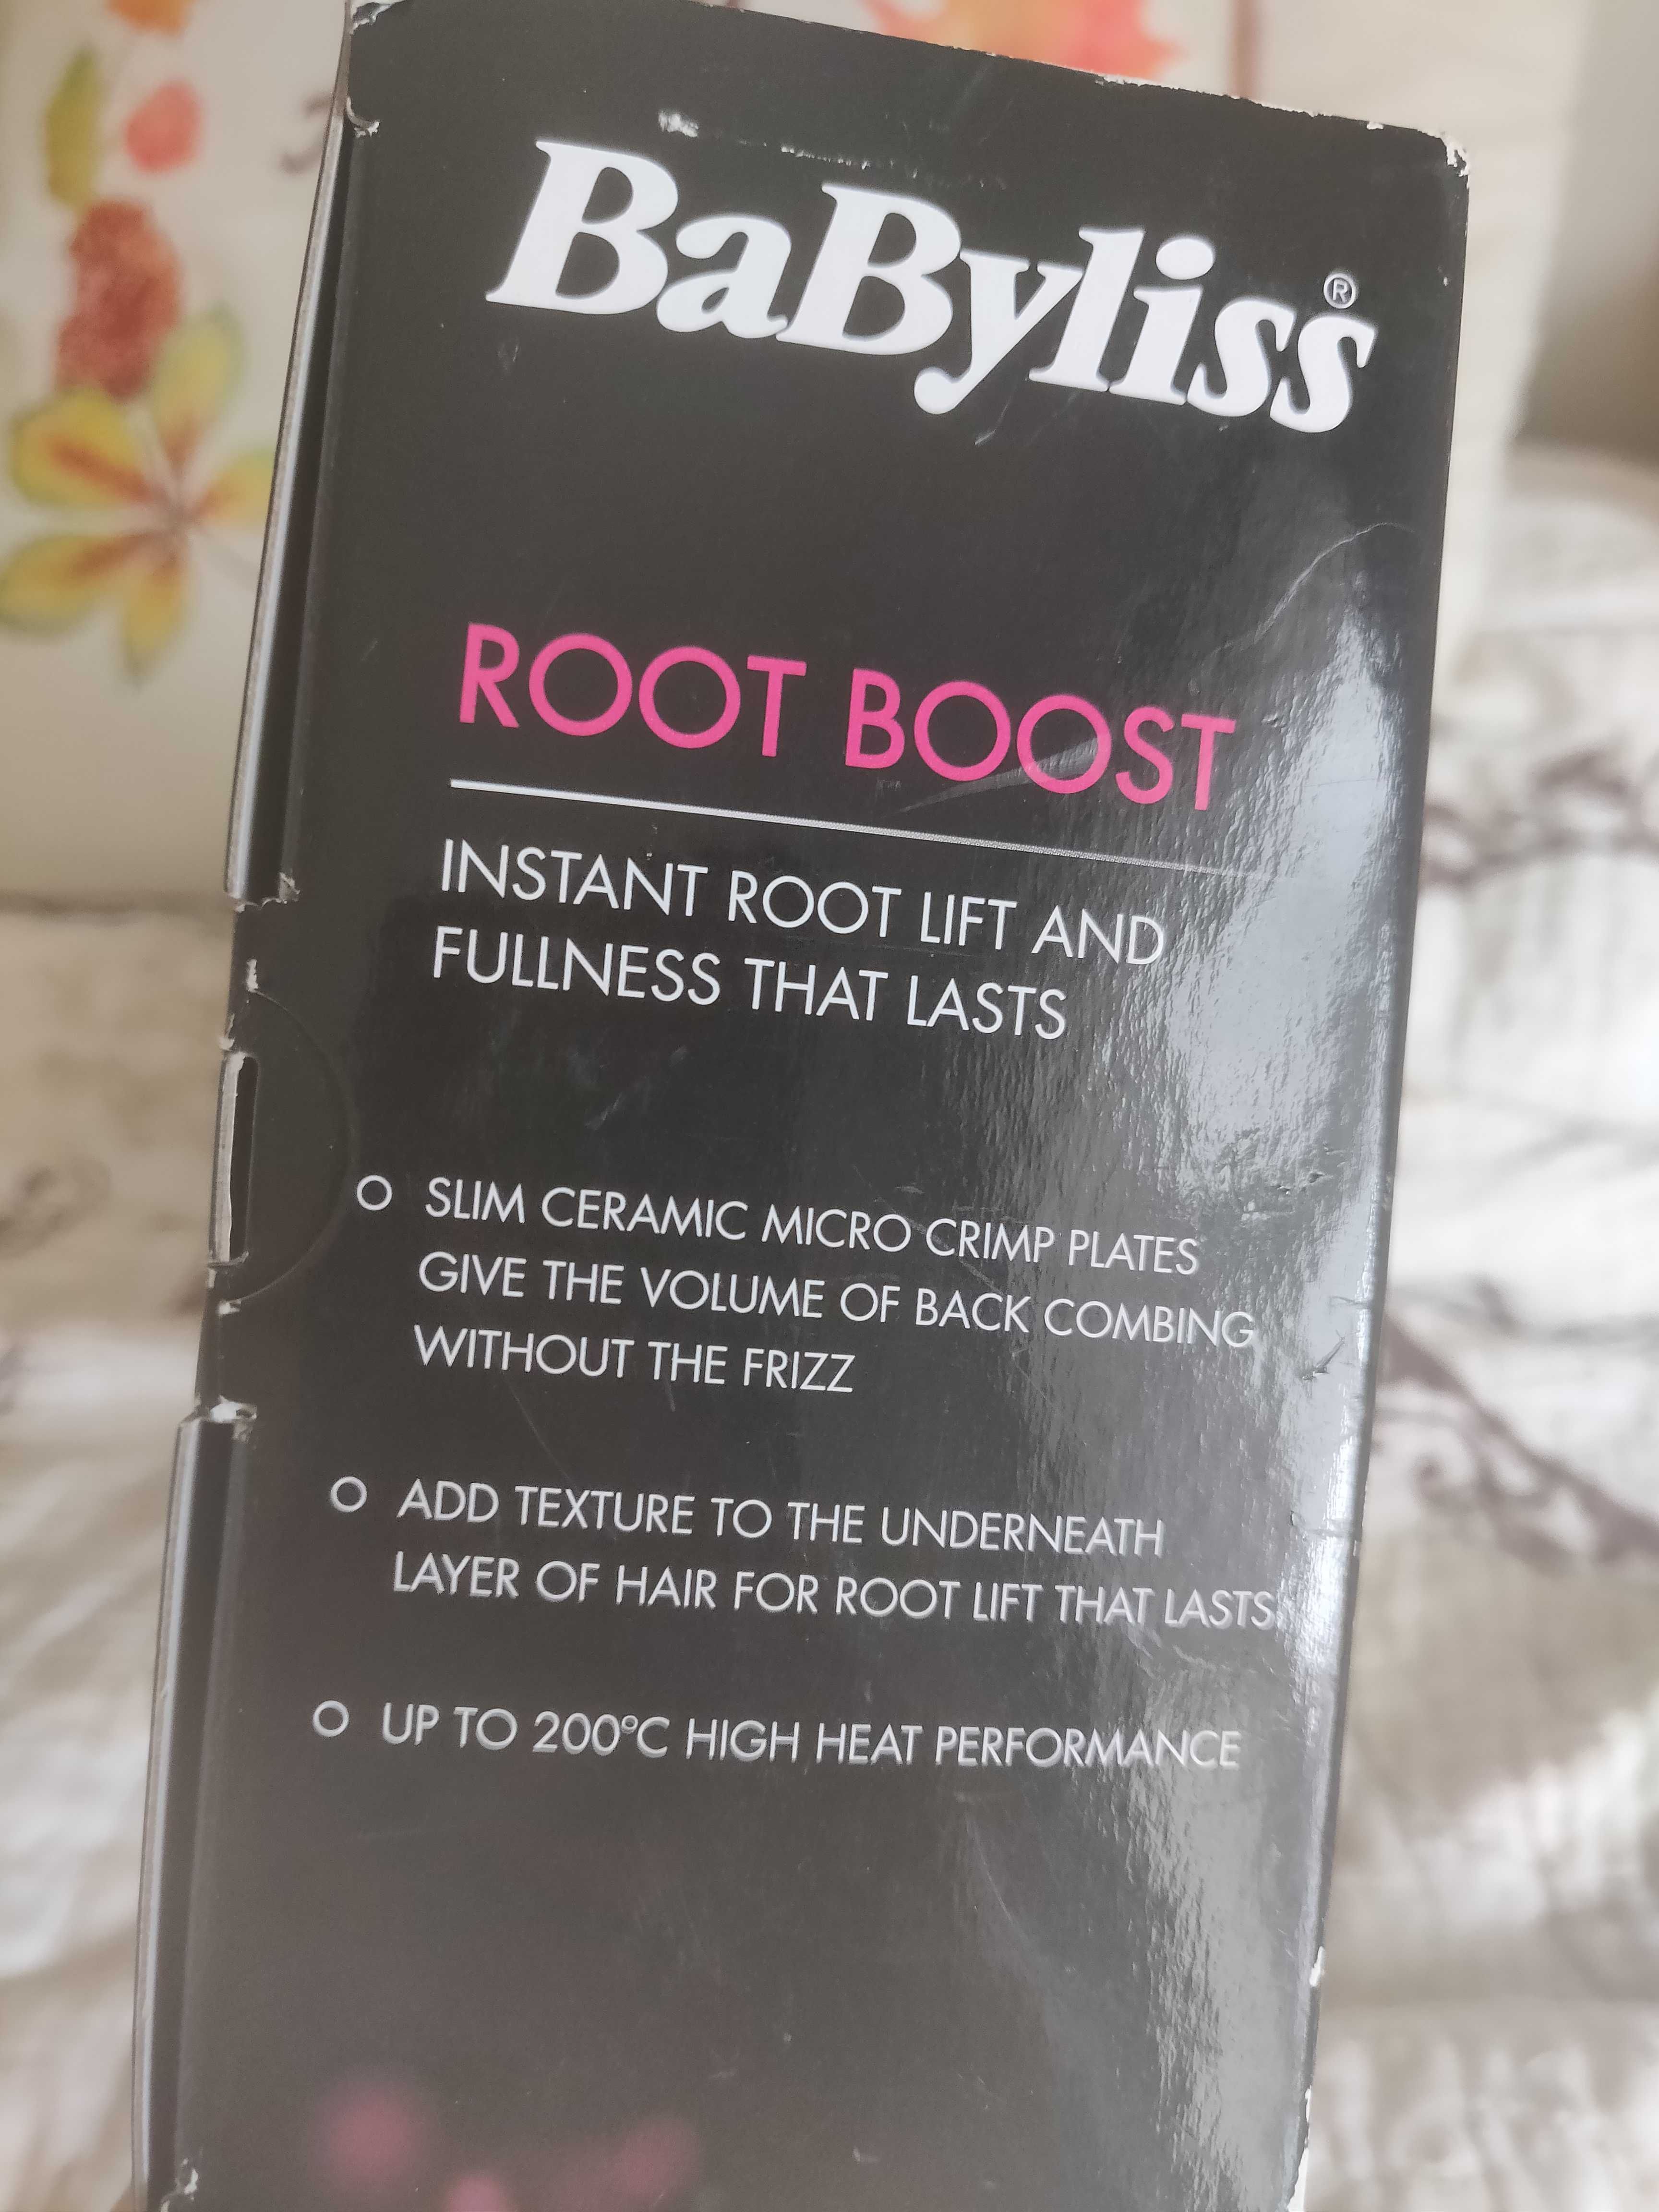 BaByliss®
ROOT BOOST
INSTANT ROOT LIFT AND
FULLNESS THAT LASTS
SLIM CERAMIC MICRO CRIMP PLATES
GIVE THE VOLUME OF BACK COMBING
WITHOUT THE FRIZZ
ADD TEXTURE TO THE UNDERNEATH
LAYER OF HAIR FOR ROOT LIFT THAT LASTS
UP TO 200ºC HIGH HEAT PERFORMANCE